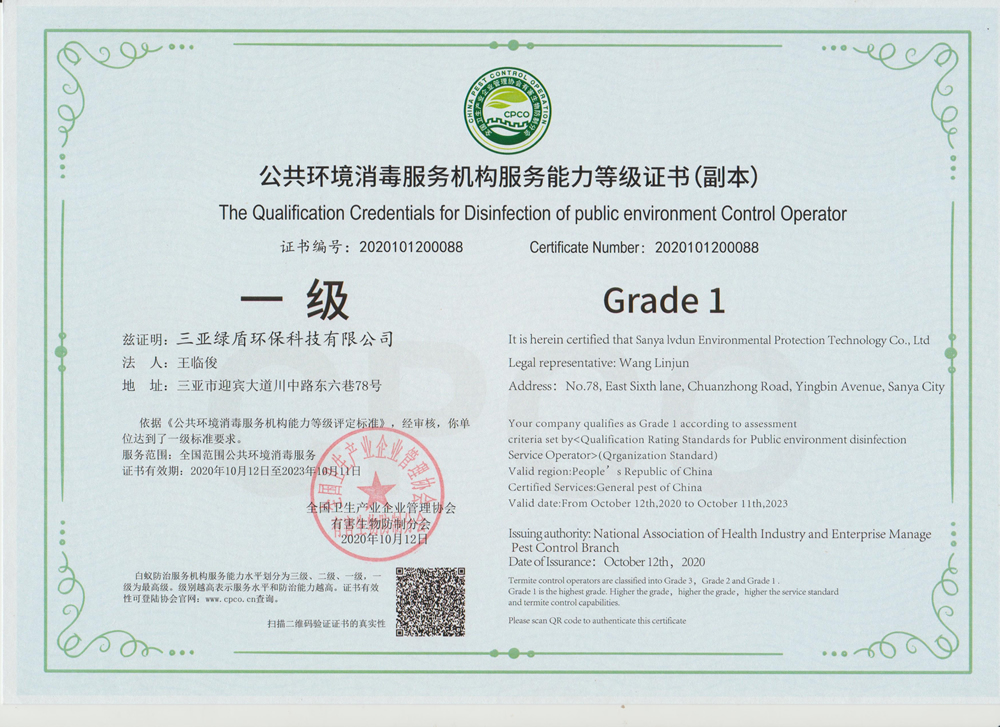 CHINA PEST CONTROL OPERATION
CPCO
公共环境消毒服务机构服务能力等级证书(副本)
The Qualification Credentials for Disinfection of public environment Control Operator
证书编号：2020101200088
Certificate Number：2020101200088
一 级
兹证明：三亚绿盾环保科技有限公司
法 人：王临俊
地 址：三亚市迎宾大道川中路东六巷78号
依据《公共环境消毒服务机构能力等级评定标准》，经审核，你单
位达到了一级标准要求。
服务范围：全国范围公共环境消毒服务
证书有效期：2020年10月12日至2023年10月11日
全国卫生产业企业管理协会
有害生物防制分会
2020年10月12日
白蚁防治服务机构服务能力水平划分为三级、二级、一级，一
级为最高级。级别越高表示服务水平和防治能力越高。证书有效
性可登陆协会官网：www.cpco.cn查询。
扫描二维码验证证书的真实性
Grade 1
It is herein certified that Sanya lvdun Environmental Protection Technology Co., Ltd
Legal representative: Wang Linjun
Address： No.78, East Sixth lane, Chuanzhong Road, Yingbin Avenue, Sanya City
Your company qualifies as Grade 1 according to assessment
criteria set by<Qualification Rating Standards for Public environment disinfection
Service Operator>(Qrganization Standard)
Valid region:People’s Republic of China
Certified Services:General pest of China
Valid date:From October 12th,2020 to October 11th,2023
Issuing authority: National Association of Health Industry and Enterprise Manage
Pest Control Branch
Date of Issurance： October 12th， 2020
Termite control operators are classified into Grade 3，Grade 2 and Grade 1 .
Grade 1 is the highest grade. Higher the grade，higher the grade，higher the service standard
and termite control capabilities.
Please scan QR code to authenticate this certificate